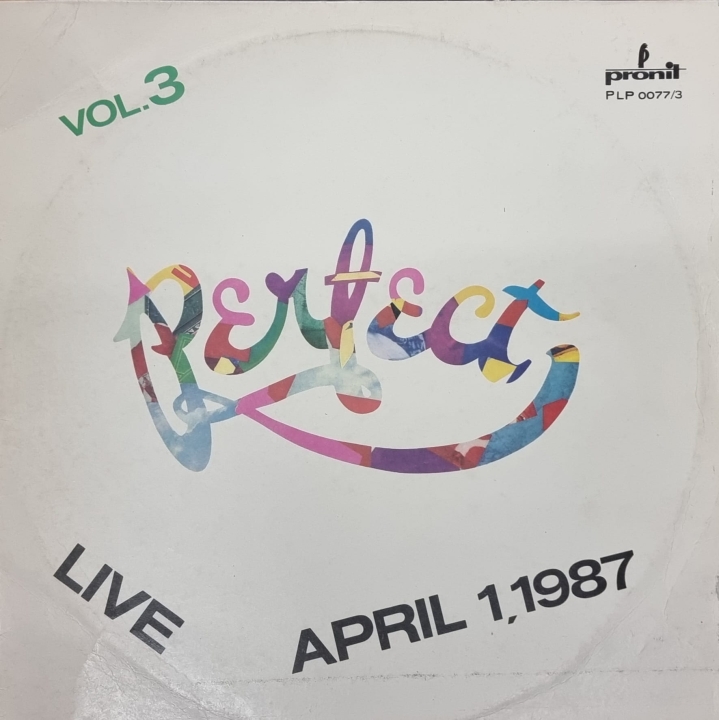 VOL.3
pronit
PLP 0077/3
Perfect
LIVE
APRIL 1,1987